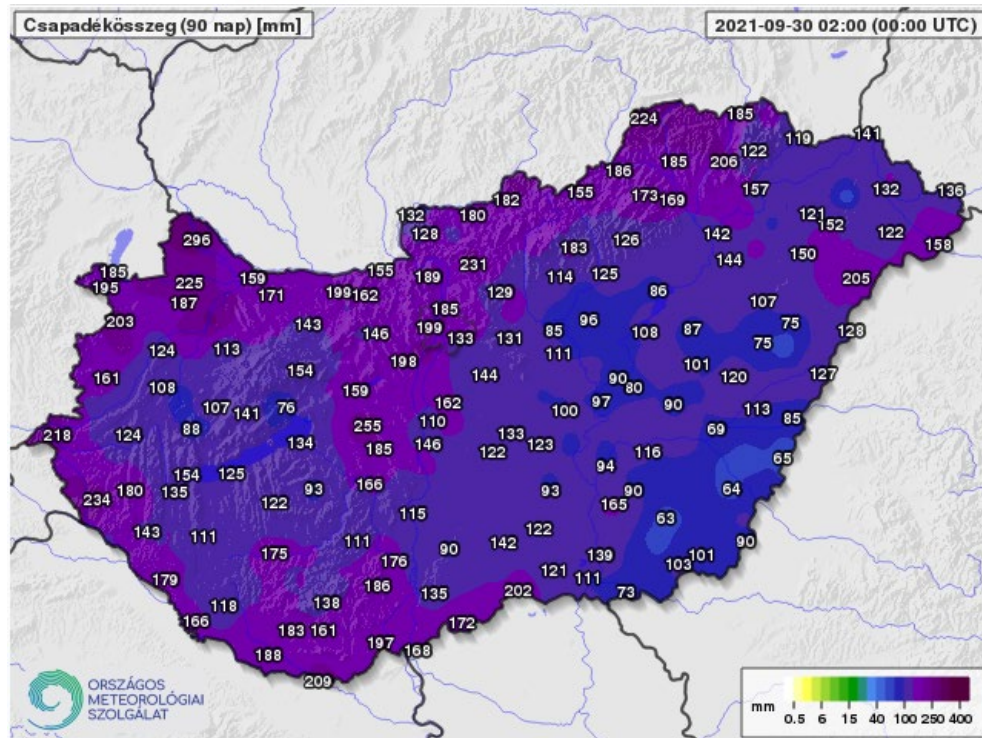 Csapadékösszeg (90 nap) [mm]
2021-09-30 02:00 (00:00 UTC)
224 185
119 141
122
186 185 206
182 155 173 169 157 132 136
132 180
128 121 152 122
296 183 126 142 158
185 155 231 144 150
195 225 159 189 114 125 205
187 171 199 162 129 86
203 143 185 107
146 199 133 131 85 96 108 87 75 128
124 113 111 75
161 154 198 144 101
108 159 90 80 120 127
107 141 76 162 100 97 90 113
88 255 110 85
218 124 134 185 146 133 123 69
122 116 65
154 125 94
234 180 135 122 93 166 93 90 64
165
143 111 115 63
111 122 90
175 176 90 142 139 101
179 186 121 111 103
118 138 135 202 73
166 183 161 172
188 197 168
209
ORSZÁGOS
METEOROLÓGIAI
SZOLGÁLAT
mm 0.5 6 15 40 100 250 400